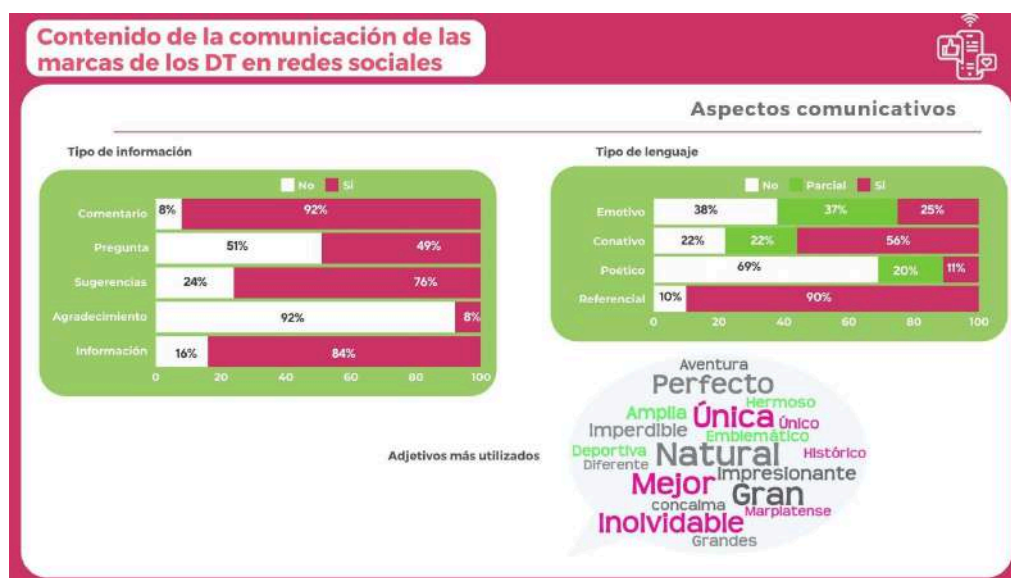 Contenido de la comunicación de las
marcas de los DT en redes sociales
Aspectos comunicativos
Tipo de información
No Sí
Comentario 8% 92%
Pregunta 51% 49%
Sugerencias 24% 76%
Agradecimiento 92% 8%
Información 16% 84%
0 20 40 60 80 100
Tipo de lenguaje
No Parcial Sí
Emotivo 38% 37% 25%
Conativo 22% 22% 56%
Poético 69% 20% 11%
Referencial 10% 90%
0 20 40 60 80 100
Adjetivos más utilizados
Aventura
Perfecto
Hermoso
Amplia Única Único
Imperdible Emblemático
Deportiva Natural Histórico
Diferente Impresionante
Mejor Gran
concalma Marplatense
Inolvidable
Grandes